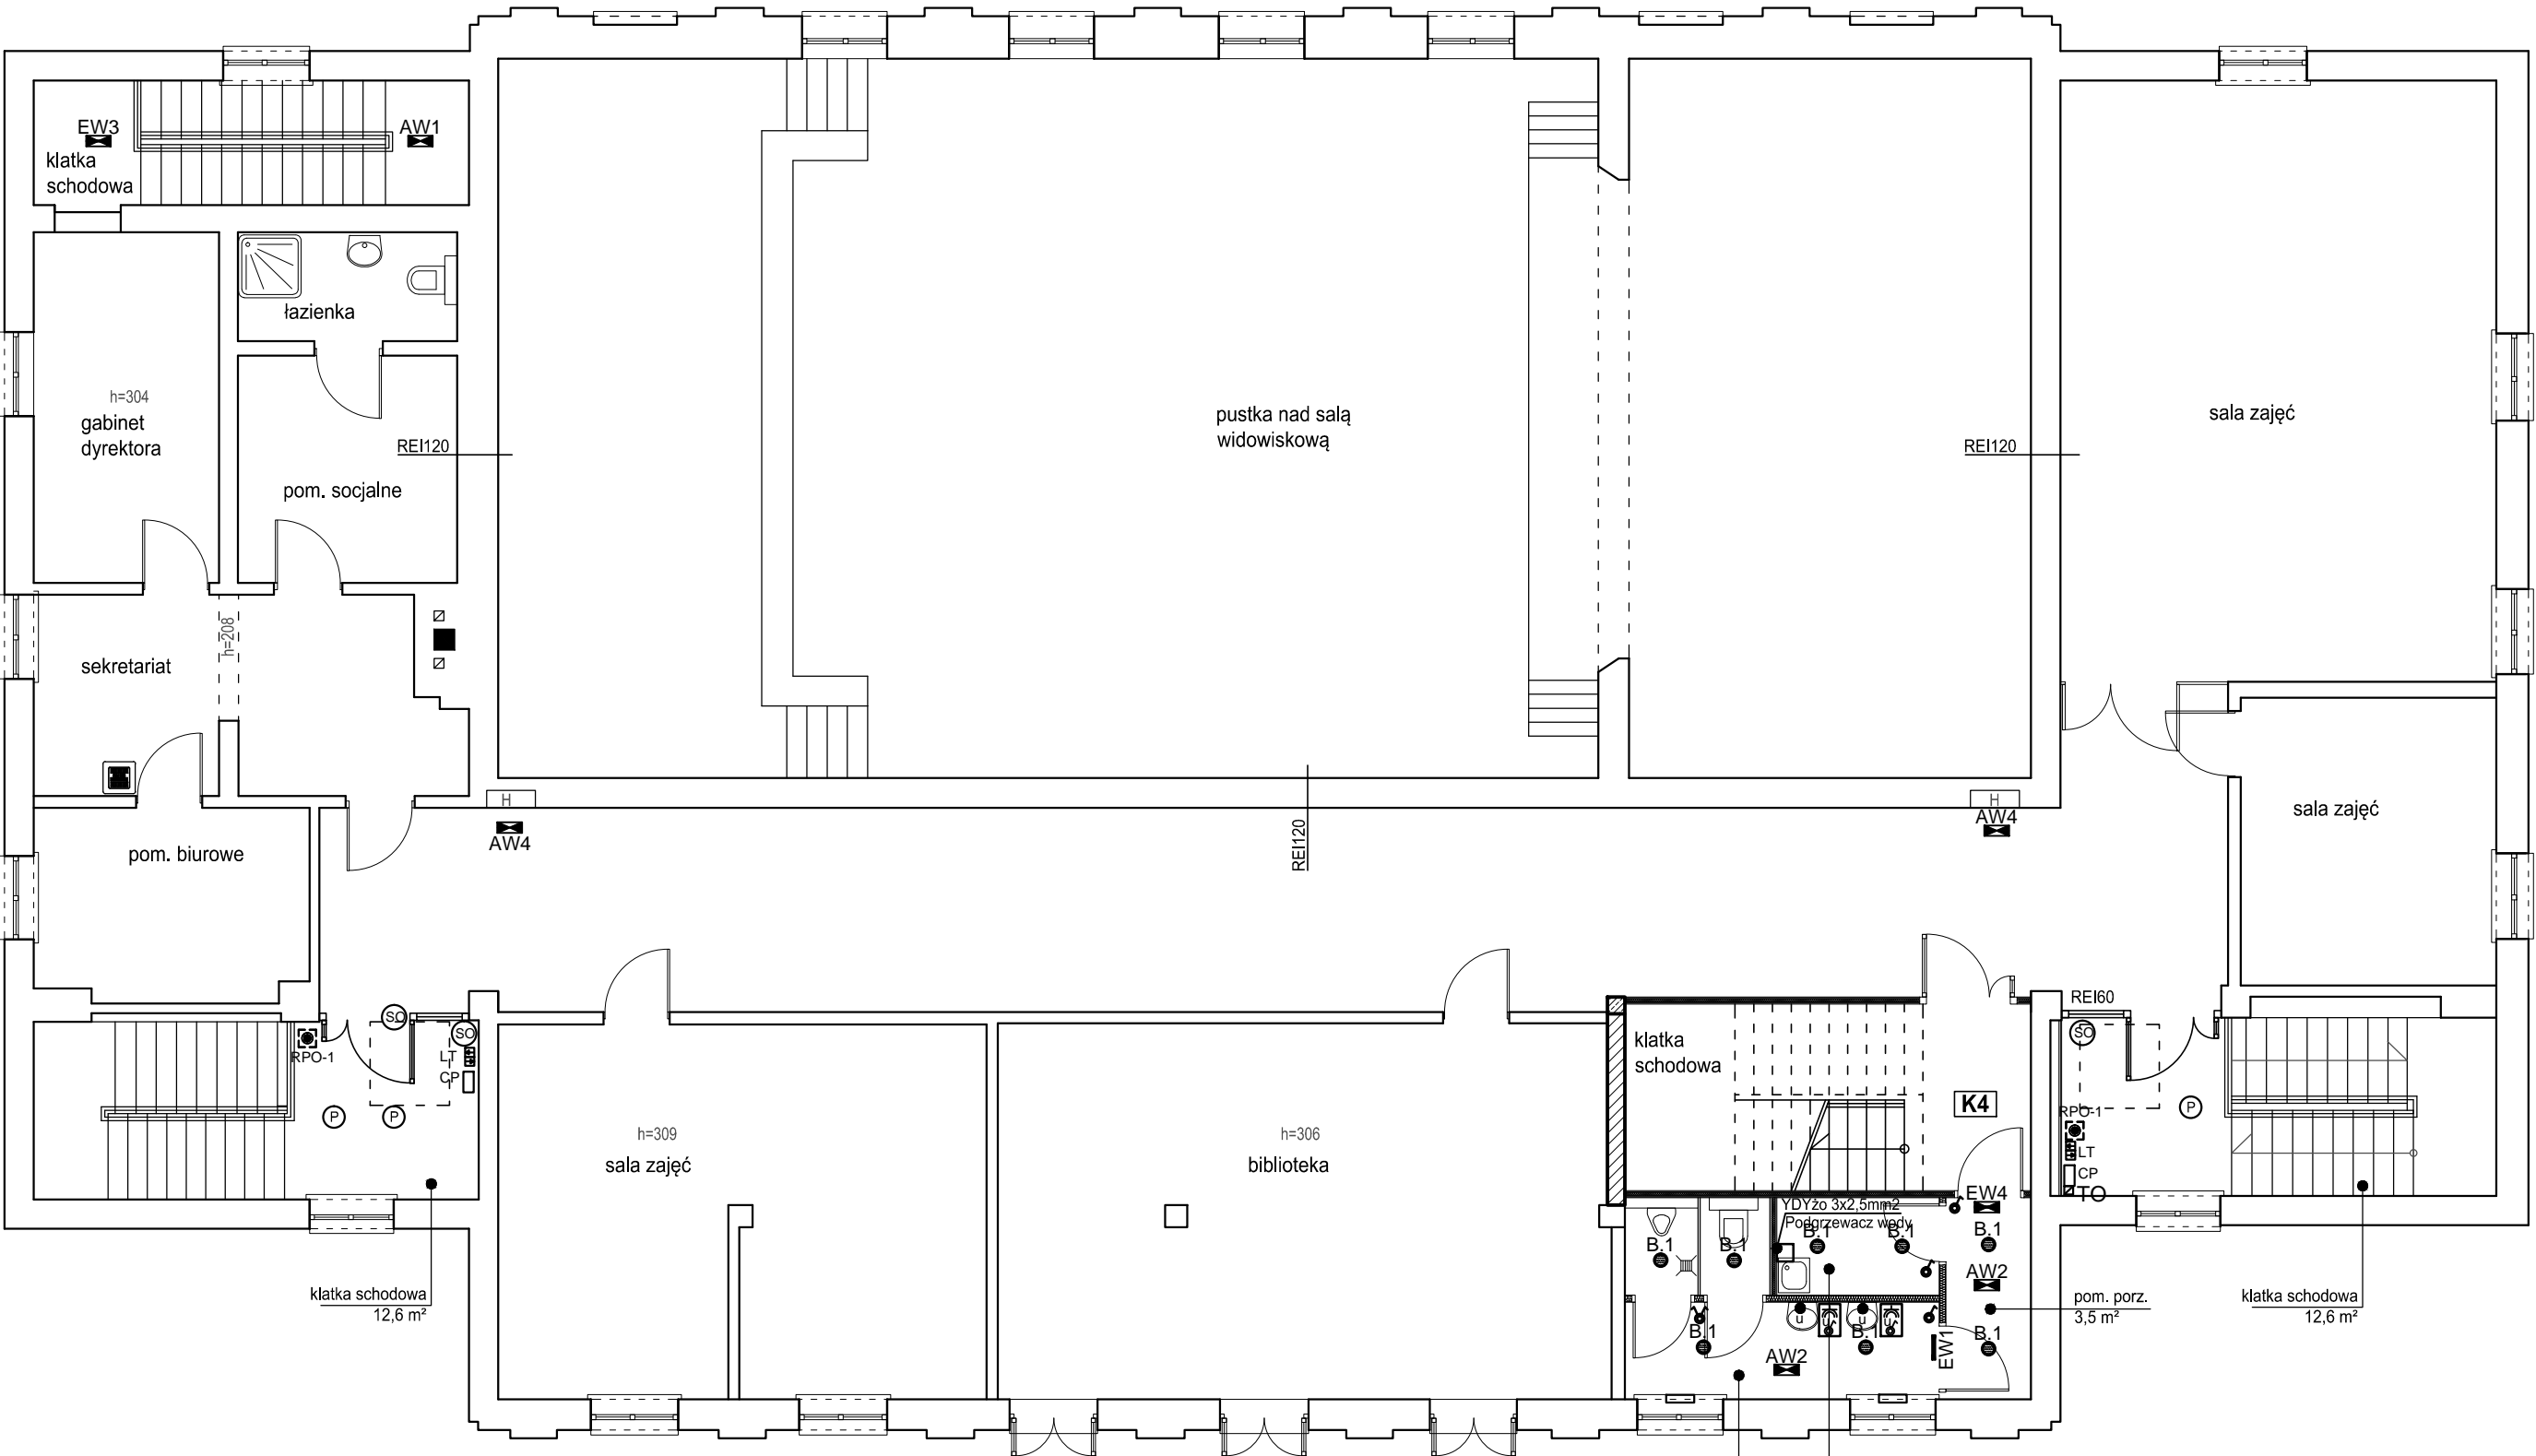 EW3
AW1
klatka
schodowa
łazienka
h=304
gabinet
dyrektora
REI120
pom. socjalne
pustka nad salą
widowiskową
REI120
sala zajęć
h=208
sekretariat
H
AW4
REI120
H
AW4
sala zajęć
pom. biurowe
SO
SO
RPO-1
LT
CP
P
P
klatka schodowa
12,6 m²
h=309
sala zajęć
h=306
biblioteka
klatka
schodowa
K4
REI60
SO
RPO-1
P
LT
CP
TO
EW4
YDYżo 3x2,5mm2
Podgrzewacz wody
B.1
B.1
B.1
B.1
B.1
AW2
pom. porz.
3,5 m²
klatka schodowa
12,6 m²
u
u
B.1
B.1
B.1
EW1
AW2